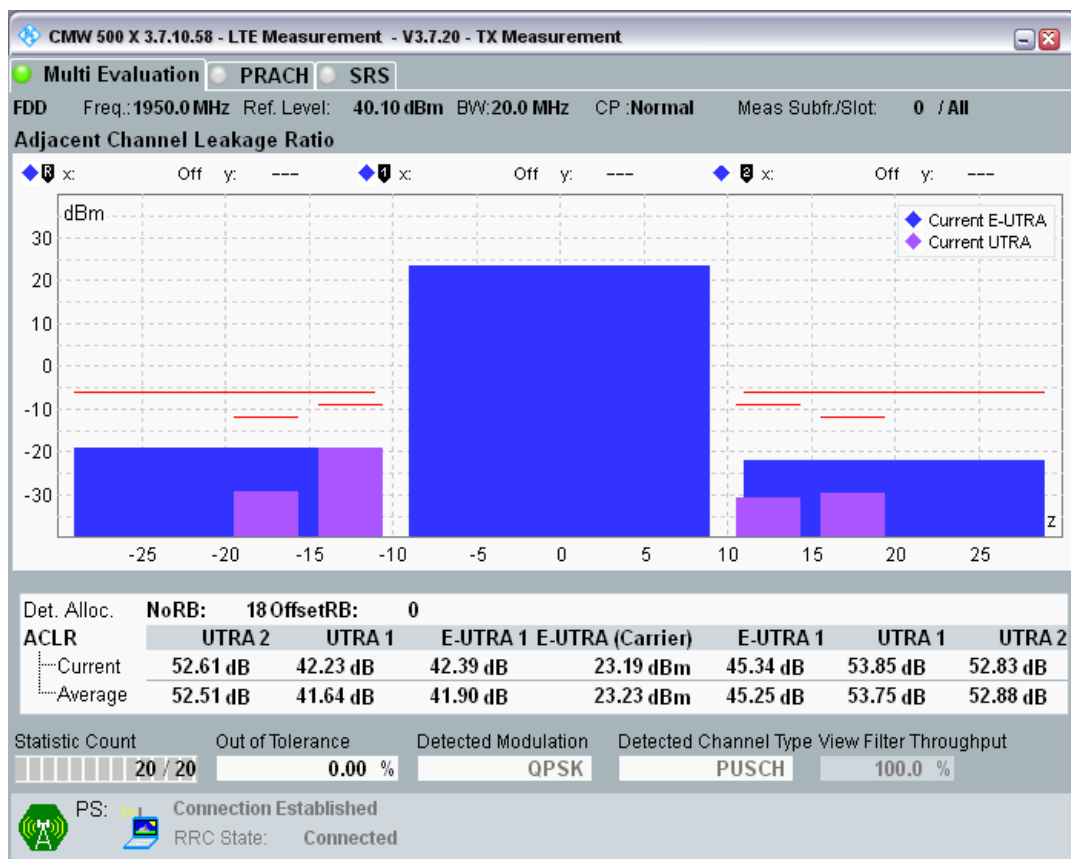 CMW 500 X 3.7.10.58 - LTE Measurement - V3.7.20 - TX Measurement
Multi Evaluation PRACH SRS
FDD Freq.:1950.0 MHz Ref. Level: 40.10 dBm BW:20.0 MHz CP :Normal Meas Subfr./Slot: 0 / All
Adjacent Channel Leakage Ratio
R x: Off y: --- 1 x: Off y: --- 2 x: Off y: ---
dBm
Current E-UTRA
Current UTRA
30
20
10
0
-10
-20
-30
z
-25 -20 -15 -10 -5 0 5 10 15 20 25
Det. Alloc. NoRB: 18 OffsetRB: 0
ACLR UTRA 2 UTRA 1 E-UTRA 1 E-UTRA (Carrier) E-UTRA 1 UTRA 1 UTRA 2
Current 52.61 dB 42.23 dB 42.39 dB 23.19 dBm 45.34 dB 53.85 dB 52.83 dB
Average 52.51 dB 41.64 dB 41.90 dB 23.23 dBm 45.25 dB 53.75 dB 52.88 dB
Statistic Count Out of Tolerance Detected Modulation Detected Channel Type View Filter Throughput
20 / 20 0.00 % QPSK PUSCH 100.0 %
PS: Connection Established
RRC State: Connected